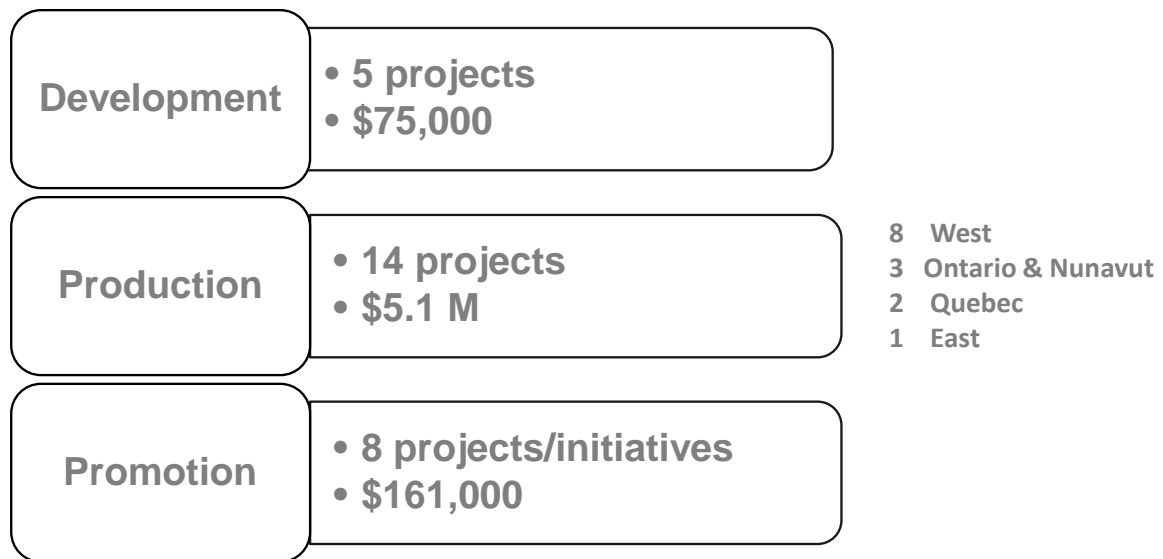 Development
• 5 projects
• $75,000
Production
• 14 projects
• $5.1 M
8 West
3 Ontario & Nunavut
2 Quebec
1 East
Promotion
• 8 projects/initiatives
• $161,000